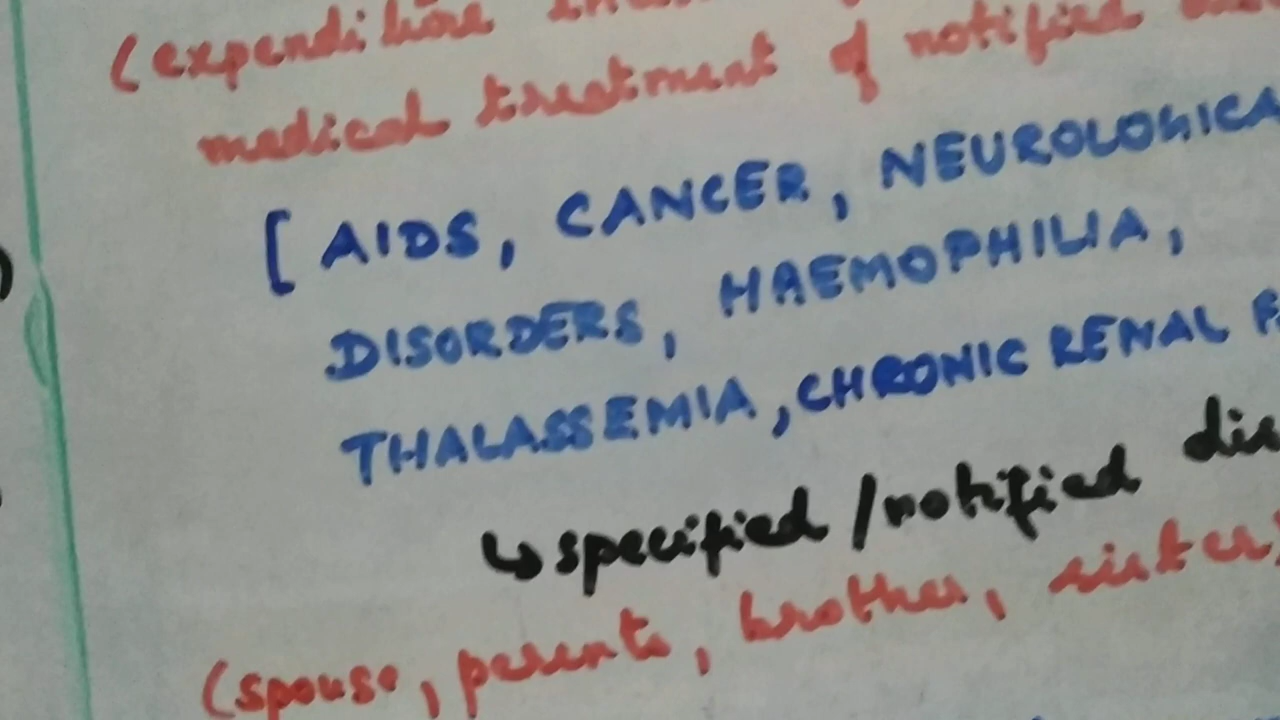 (expenditure
medical treatment of notified
[ AIDS, CANCER, NEUROLOGICA
DISORDERS, HAEMOPHILIA,
THALASSEMIA, CHRONIC RENAL F
↳ specified / notified dis
(spouse, parents, brother, sister)